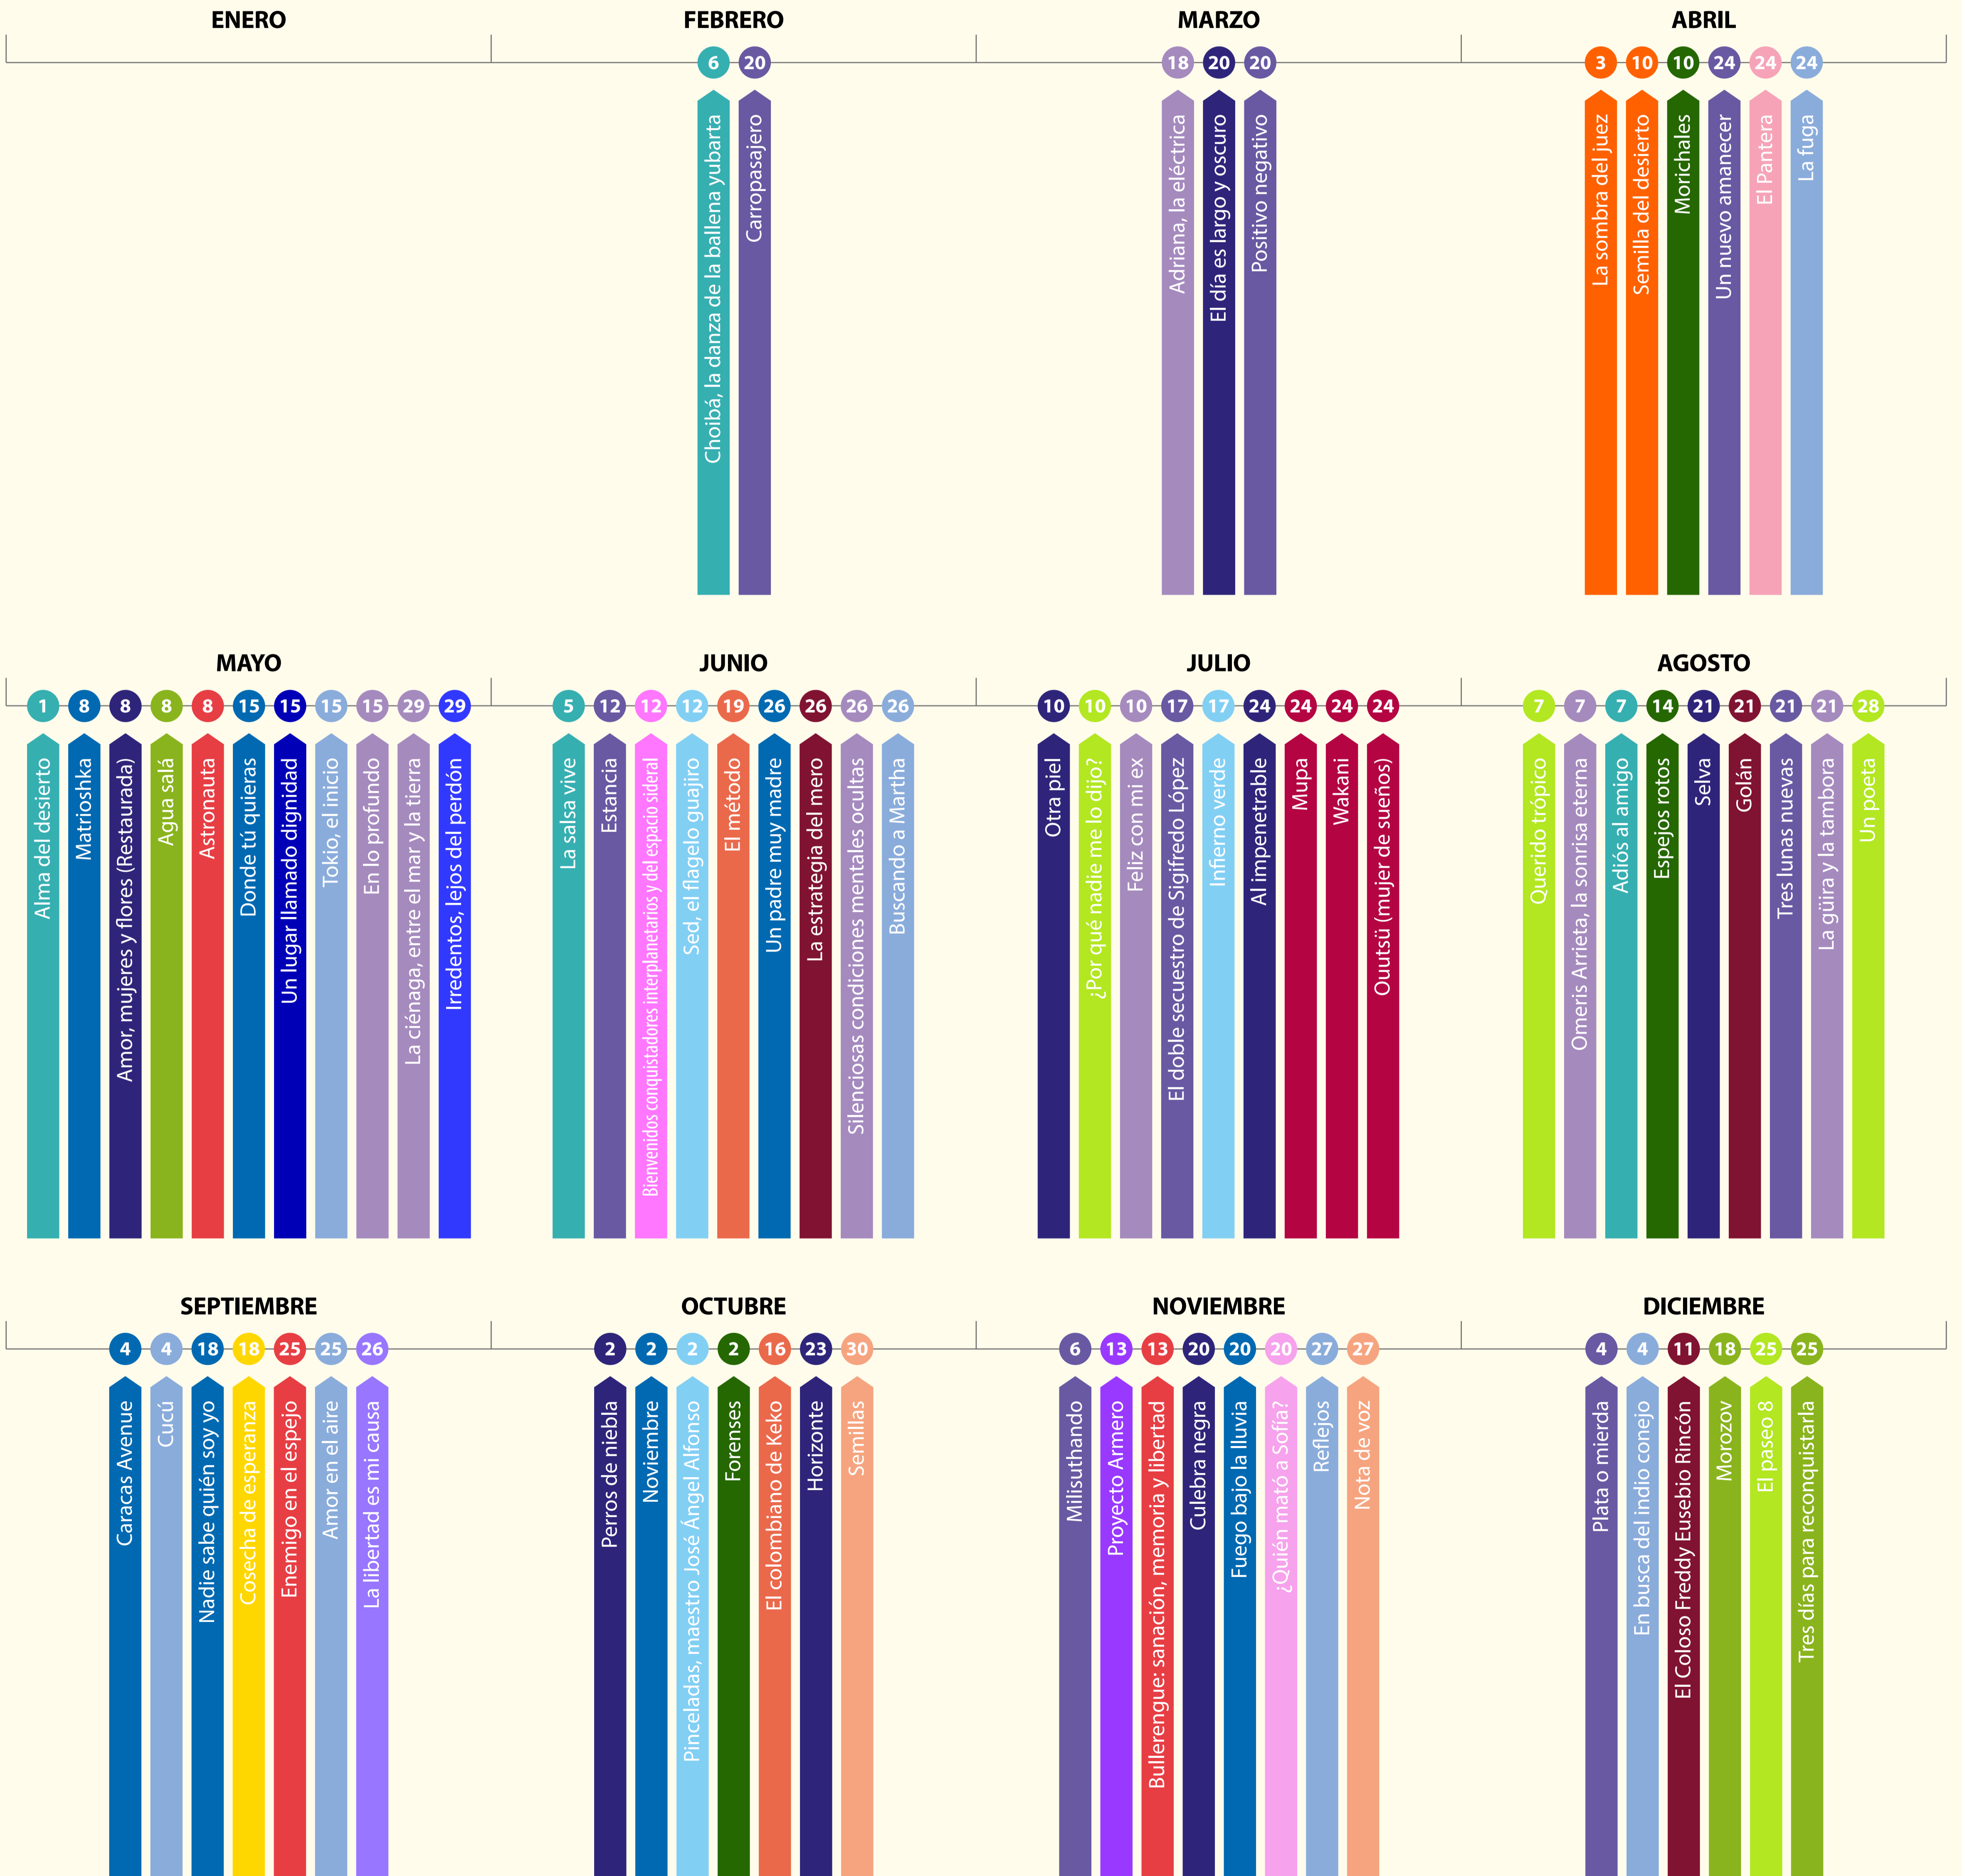 ENERO
FEBRERO
6
Choibá, la danza de la ballena yubarta
20
Carropasajero
MARZO
18
Adriana, la eléctrica
20
El día es largo y oscuro
20
Positivo negativo
ABRIL
3
La sombra del juez
10
Semilla del desierto
10
Morichales
24
Un nuevo amanecer
24
El Pantera
24
La fuga
MAYO
1
Alma del desierto
8
Matrioshka
8
Amor, mujeres y flores (Restaurada)
8
Agua salá
8
Astronauta
15
Donde tú quieras
15
Un lugar llamado dignidad
15
Tokio, el inicio
15
En lo profundo
29
La ciénaga, entre el mar y la tierra
29
Irredentos, lejos del perdón
JUNIO
5
La salsa vive
12
Estancia
12
Bienvenidos conquistadores interplanetarios y del espacio sideral
12
Sed, el flagelo guajiro
19
El método
26
Un padre muy madre
26
La estrategia del mero
26
Silenciosas condiciones mentales ocultas
26
Buscando a Martha
JULIO
10
Otra piel
10
¿Por qué nadie me lo dijo?
10
Feliz con mi ex
17
El doble secuestro de Sigifredo López
17
Infierno verde
24
Al impenetrable
24
Mupa
24
Wakani
24
Ouutsü (mujer de sueños)
AGOSTO
7
Querido trópico
7
Omeris Arrieta, la sonrisa eterna
7
Adiós al amigo
14
Espejos rotos
21
Selva
21
Golán
21
Tres lunas nuevas
21
La güira y la tambora
28
Un poeta
SEPTIEMBRE
4
Caracas Avenue
4
Cucú
18
Nadie sabe quién soy yo
18
Cosecha de esperanza
25
Enemigo en el espejo
25
Amor en el aire
26
La libertad es mi causa
OCTUBRE
2
Perros de niebla
2
Noviembre
2
Pinceladas, maestro José Ángel Alfonso
2
Forenses
16
El colombiano de Keko
23
Horizonte
30
Semillas
NOVIEMBRE
6
Milisuthando
13
Proyecto Armero
13
Bullerengue: sanación, memoria y libertad
20
Culebra negra
20
Fuego bajo la lluvia
20
¿Quién mató a Sofía?
27
Reflejos
27
Nota de voz
DICIEMBRE
4
Plata o mierda
4
En busca del indio conejo
11
El Coloso Freddy Eusebio Rincón
18
Morozov
25
El paseo 8
25
Tres días para reconquistarla